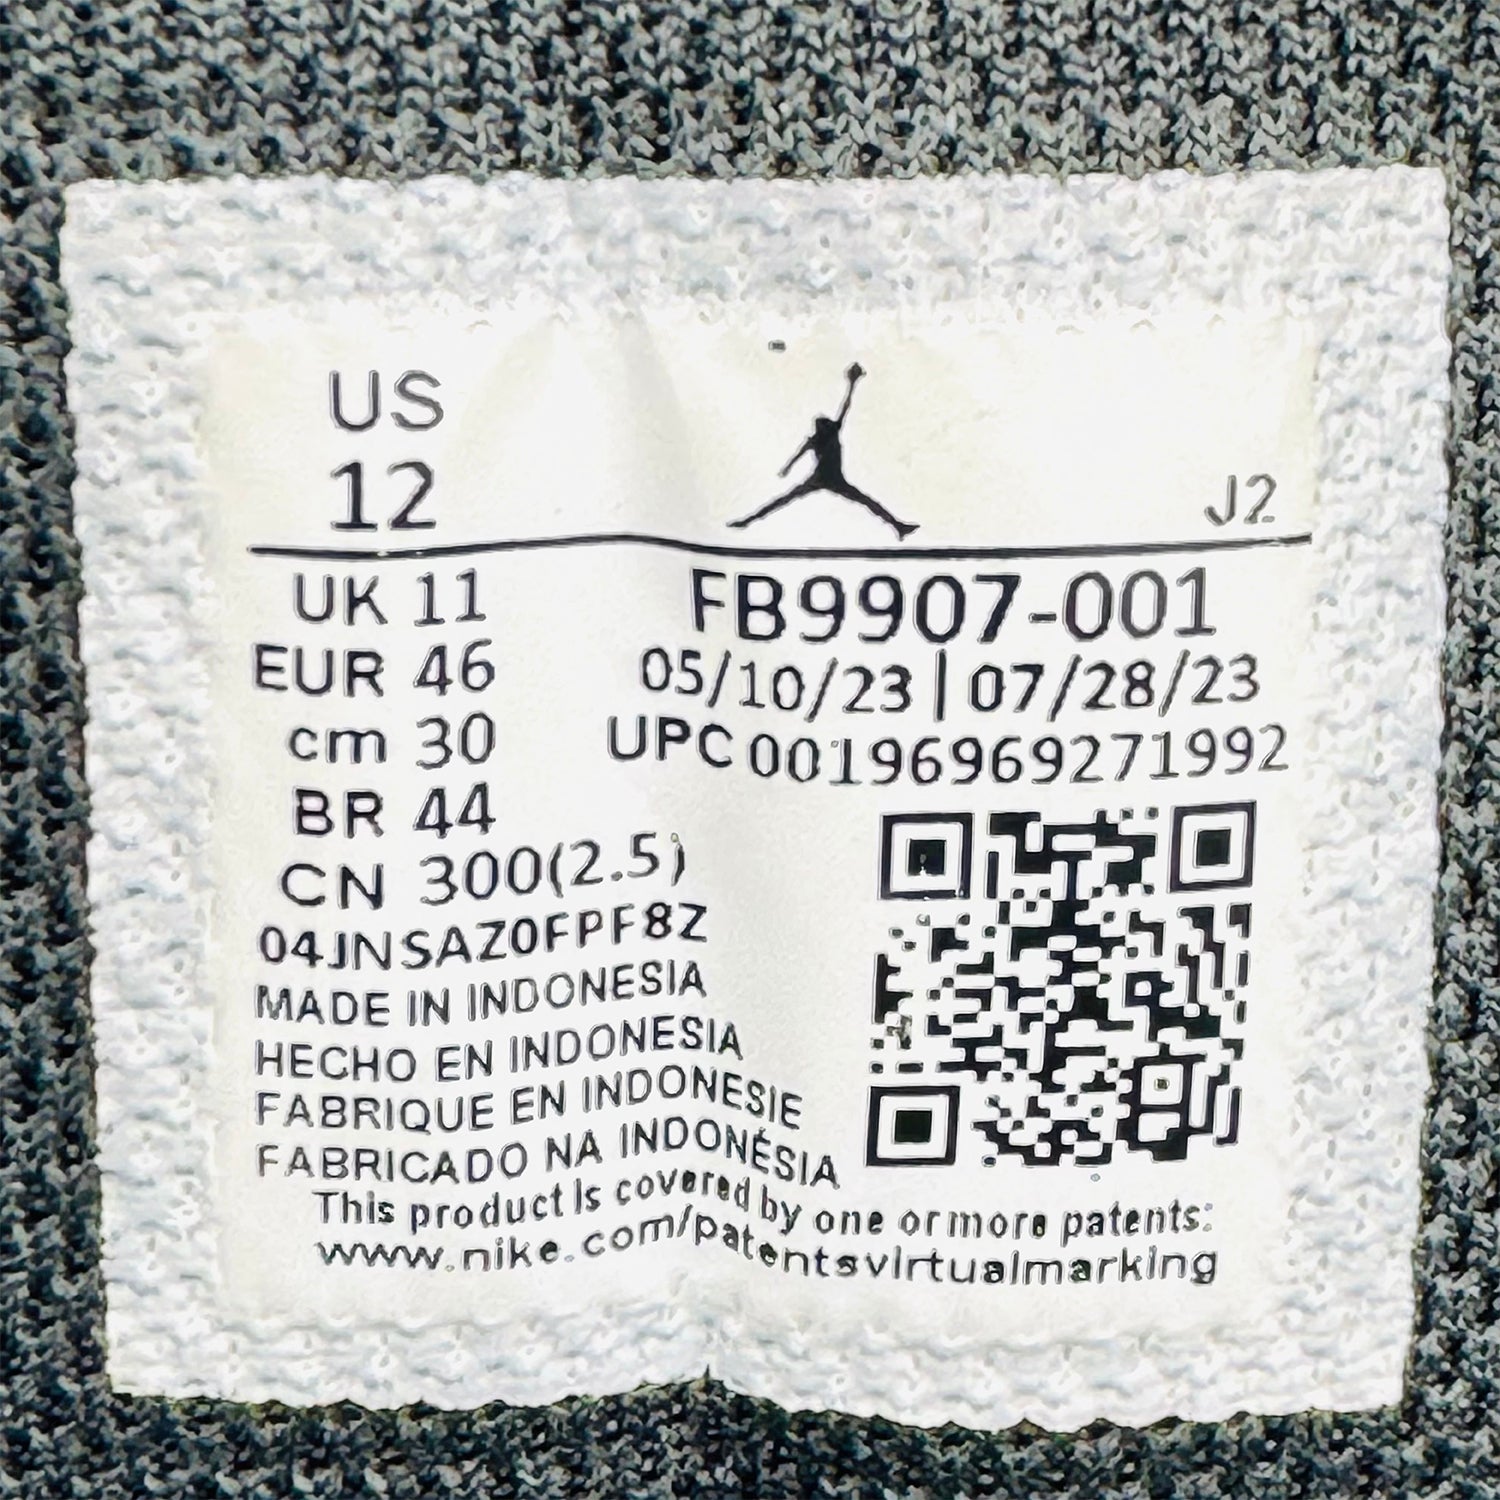 US
12
J2
UK 11
EUR 46
cm 30
BR 44
CN 300(2.5)
FB9907-001
05/10/23 | 07/28/23
UPC 00196969271992
04JNSAZ0FPF8Z
MADE IN INDONESIA
HECHO EN INDONESIA
FABRIQUE EN INDONESIE
FABRICADO NA INDONÉSIA
This product is covered by one or more patents:
www.nike.com/patentsvirtualmarking